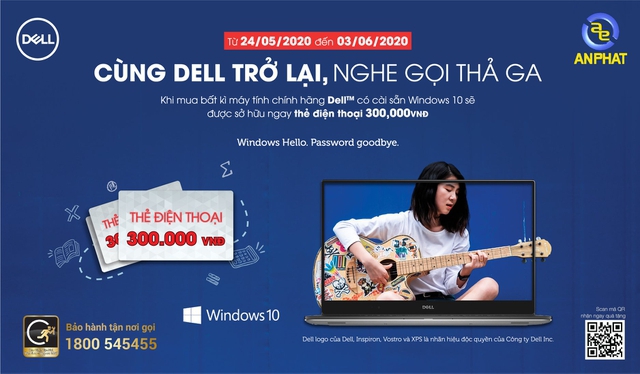 DELL
Từ 24/05/2020 đến 03/06/2020
ANPHAT
CÙNG DELL TRỞ LẠI, NGHE GỌI THẢ GA
Khi mua bất kì máy tính chính hãng Dell™ có cài sẵn Windows 10 sẽ
được sở hữu ngay thẻ điện thoại 300,000VNĐ
Windows Hello. Password goodbye.
THẺ ĐIỆN THOẠI
300.000 VNĐ
DELL
Bảo hành tận nơi gọi
1800 545455
Windows 10
Scan mã QR
nhận ngay quà tặng
Dell logo của Dell, Inspiron, Vostro và XPS là nhãn hiệu độc quyền của Công ty Dell Inc.